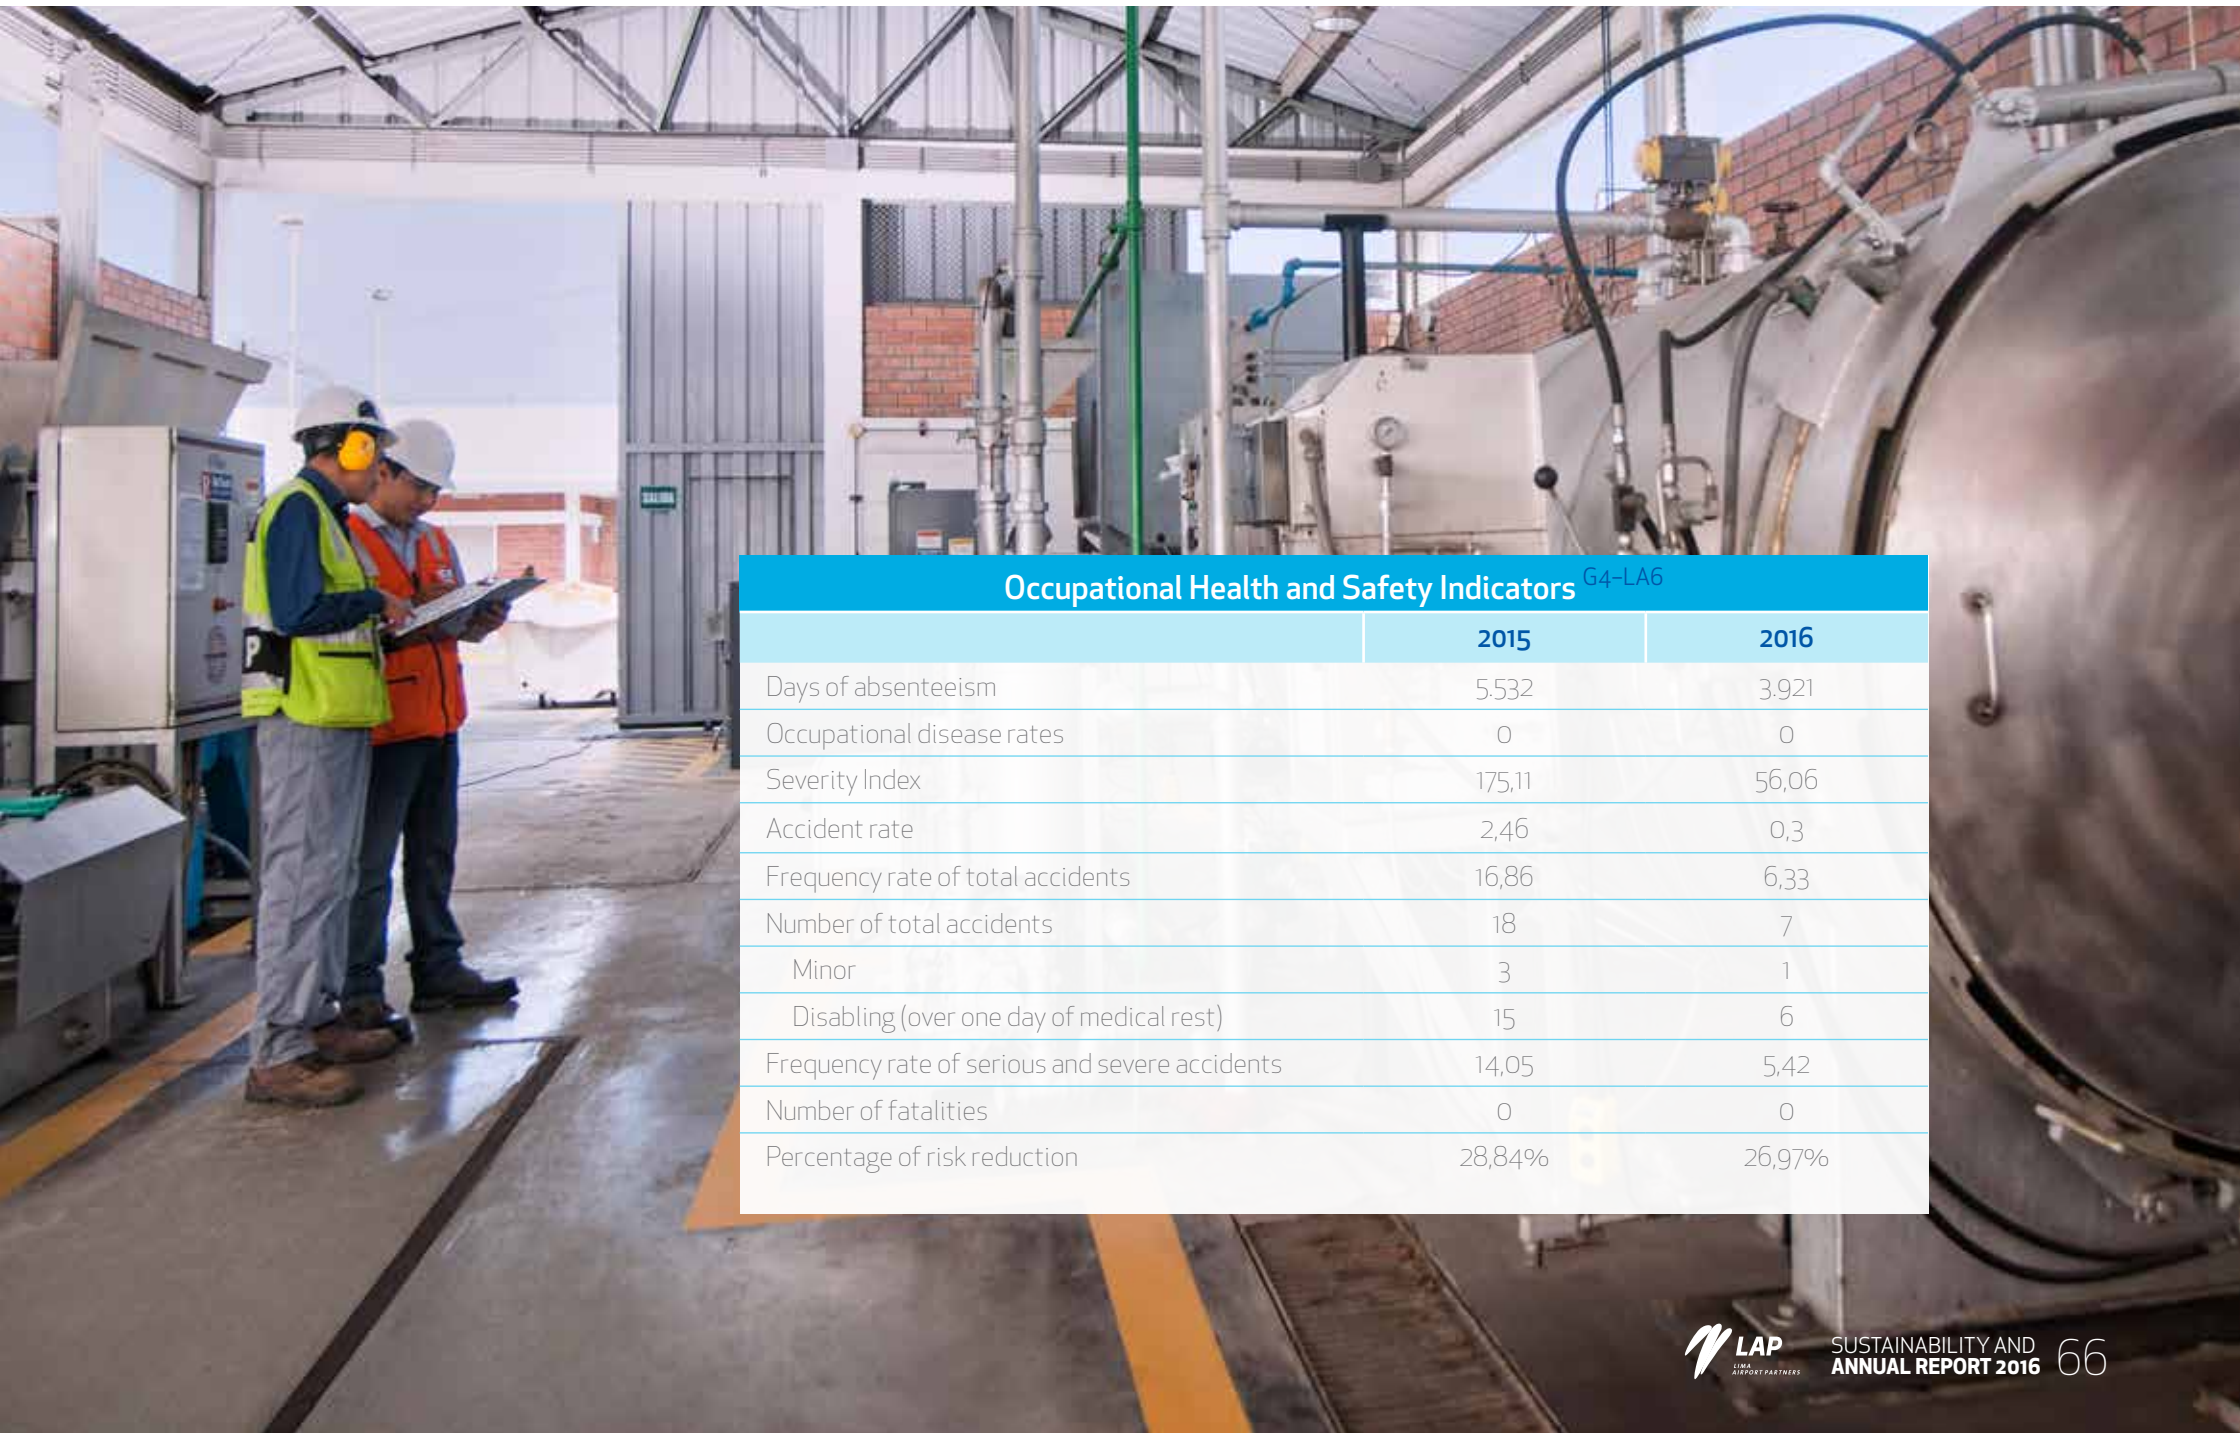 SALIDA
P
Occupational Health and Safety Indicators G4-LA6
2015 2016
Days of absenteeism 5.532 3.921
Occupational disease rates 0 0
Severity Index 175,11 56,06
Accident rate 2,46 0,3
Frequency rate of total accidents 16,86 6,33
Number of total accidents 18 7
Minor 3 1
Disabling (over one day of medical rest) 15 6
Frequency rate of serious and severe accidents 14,05 5,42
Number of fatalities 0 0
Percentage of risk reduction 28,84% 26,97%
LAP
LIMA
AIRPORT PARTNERS
SUSTAINABILITY AND
ANNUAL REPORT 2016
66